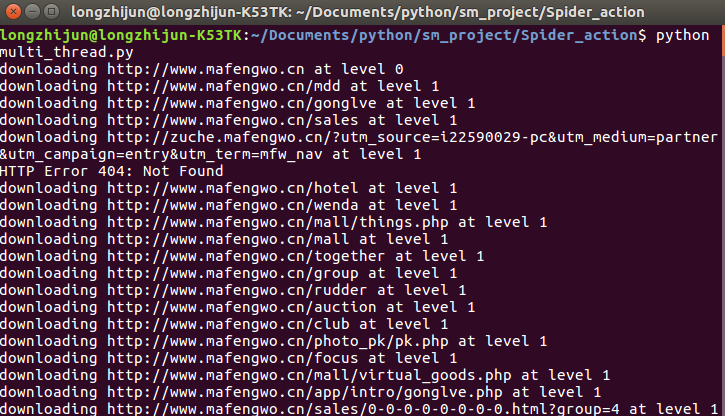 longzhijun@longzhijun-K53TK: ~/Documents/python/sm_project/Spider_action
longzhijun@longzhijun-K53TK:~/Documents/python/sm_project/Spider_action$ python
multi_thread.py
downloading http://www.mafengwo.cn at level 0
downloading http://www.mafengwo.cn/mdd at level 1
downloading http://www.mafengwo.cn/gonglve at level 1
downloading http://www.mafengwo.cn/sales at level 1
downloading http://zuche.mafengwo.cn/?utm_source=i22590029-pc&utm_medium=partner
&utm_campaign=entry&utm_term=mfw_nav at level 1
HTTP Error 404: Not Found
downloading http://www.mafengwo.cn/hotel at level 1
downloading http://www.mafengwo.cn/wenda at level 1
downloading http://www.mafengwo.cn/mall/things.php at level 1
downloading http://www.mafengwo.cn/mall at level 1
downloading http://www.mafengwo.cn/together at level 1
downloading http://www.mafengwo.cn/group at level 1
downloading http://www.mafengwo.cn/rudder at level 1
downloading http://www.mafengwo.cn/auction at level 1
downloading http://www.mafengwo.cn/club at level 1
downloading http://www.mafengwo.cn/photo_pk/pk.php at level 1
downloading http://www.mafengwo.cn/focus at level 1
downloading http://www.mafengwo.cn/mall/virtual_goods.php at level 1
downloading http://www.mafengwo.cn/app/intro/gonglve.php at level 1
downloading http://www.mafengwo.cn/sales/0-0-0-0-0-0-0-0.html?group=4 at level 1